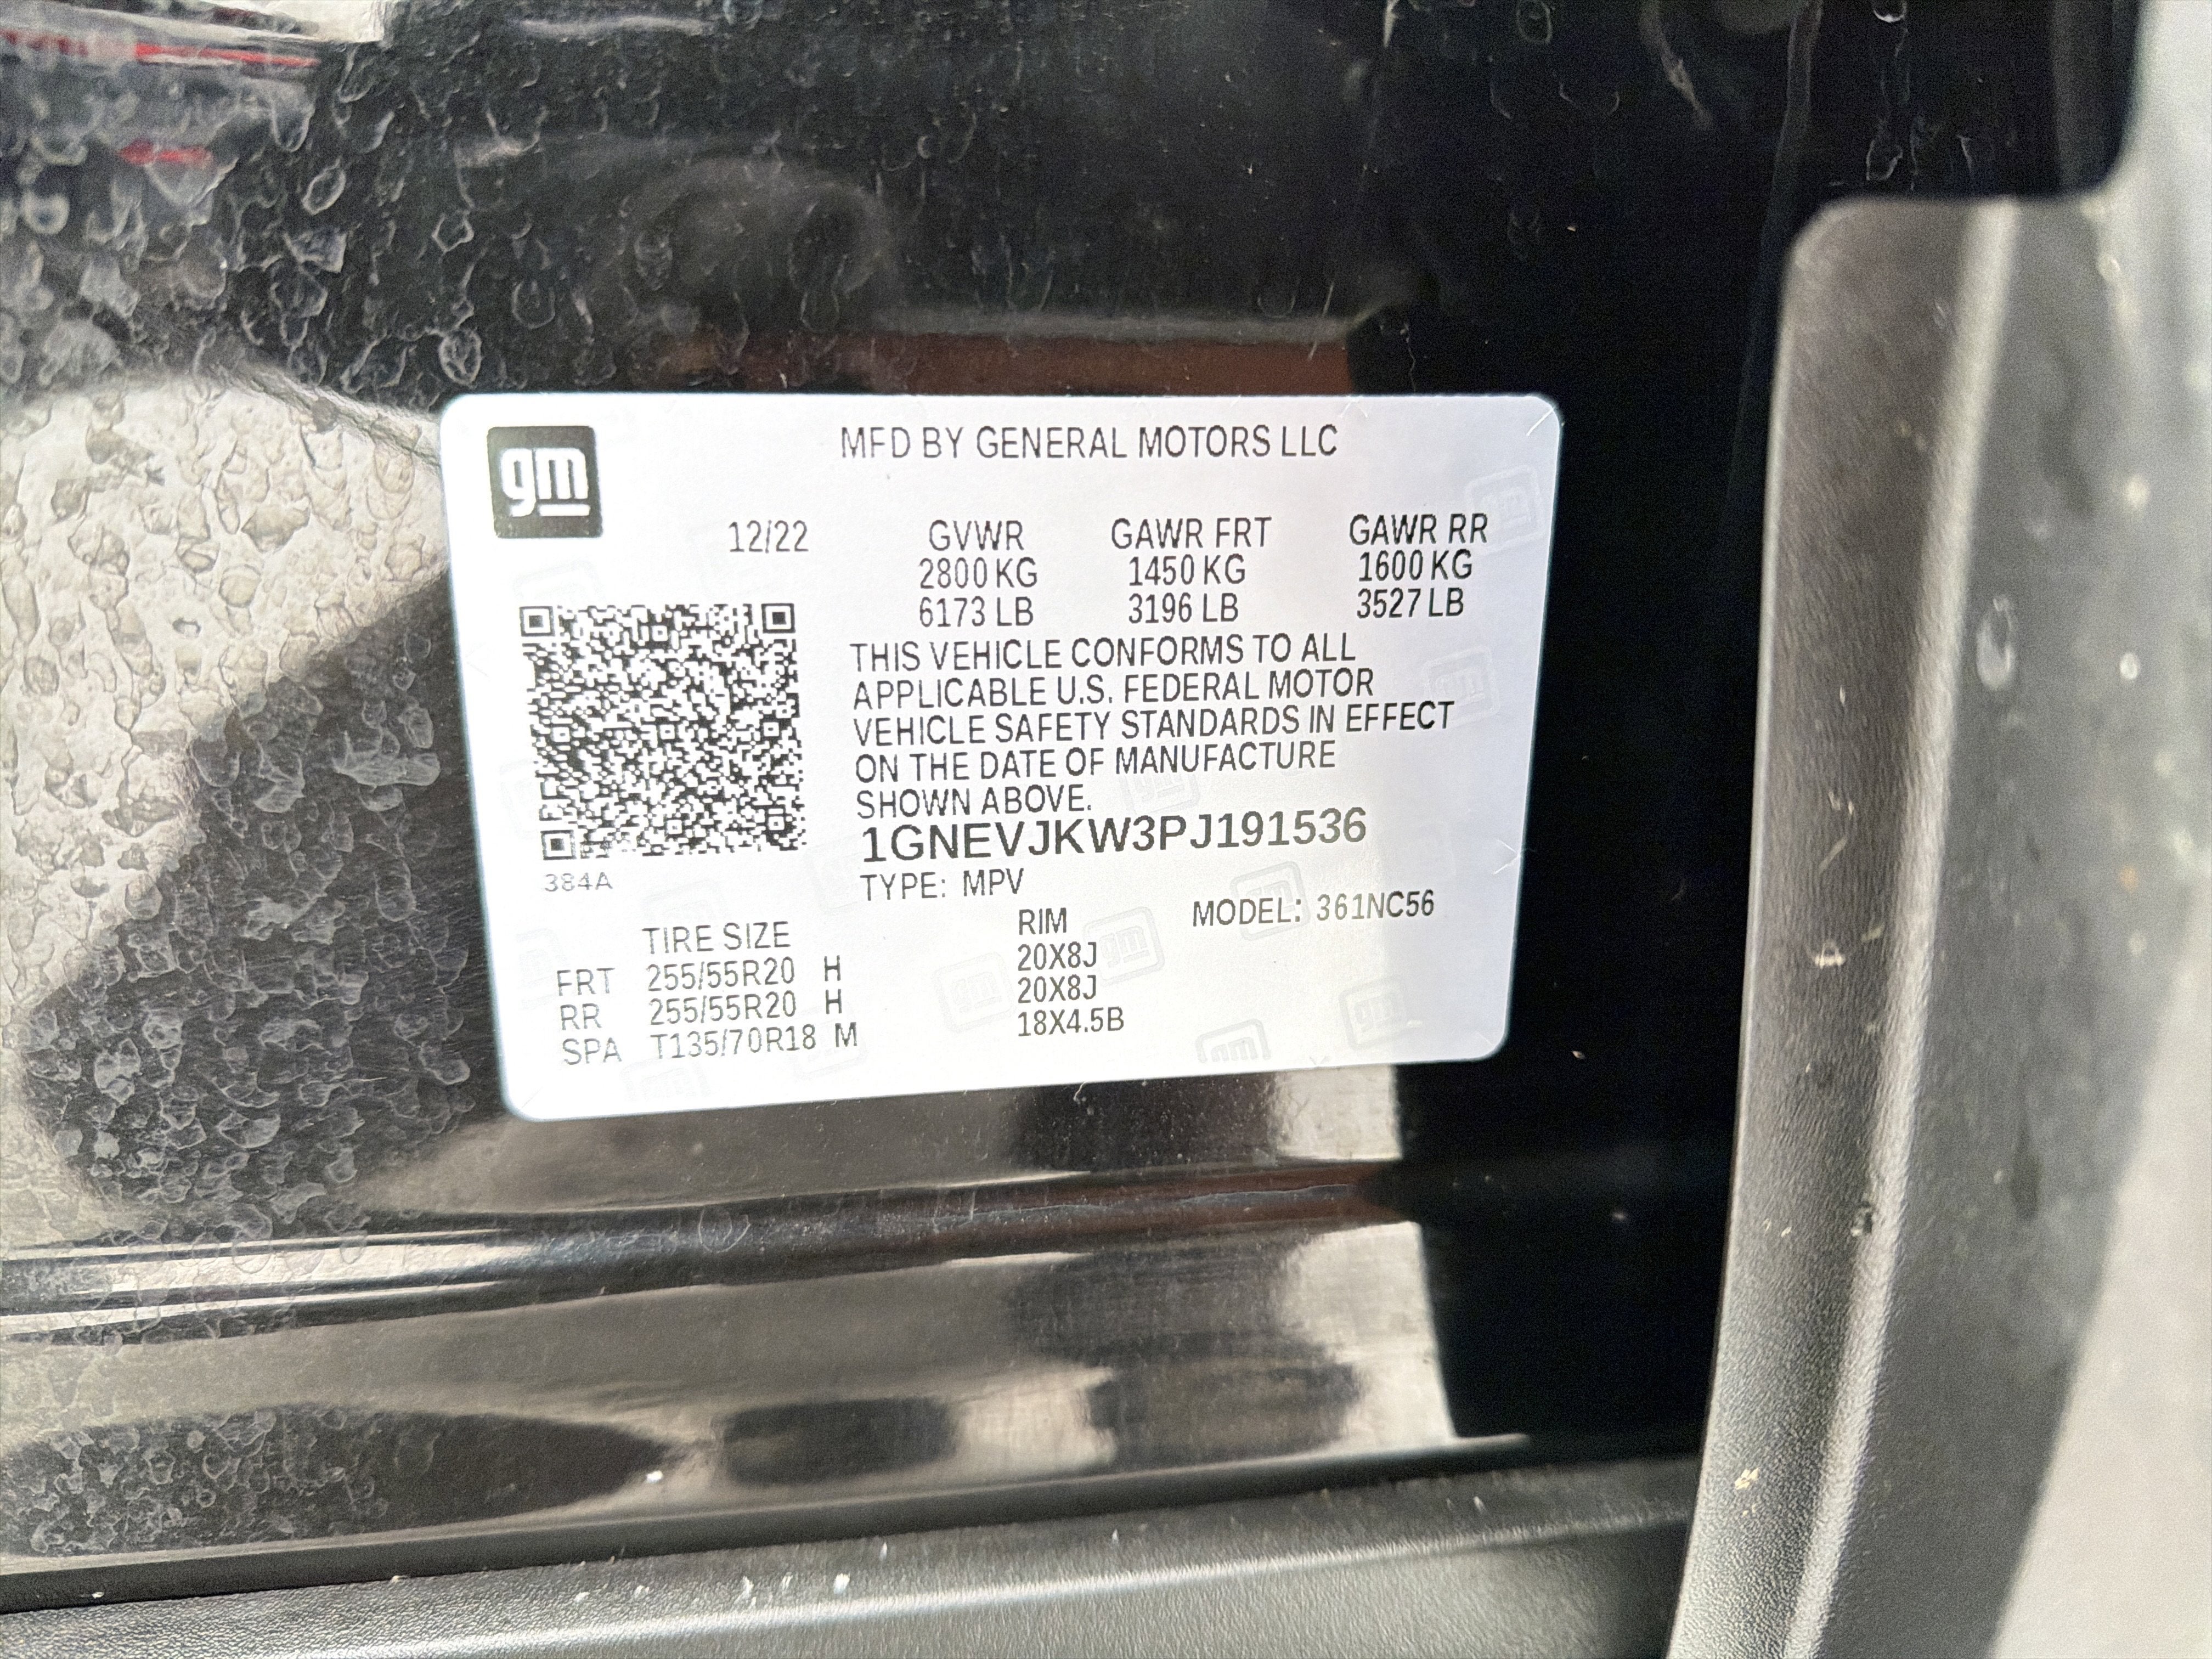 gm
MFD BY GENERAL MOTORS LLC
12/22 GVWR GAWR FRT GAWR RR
2800 KG 1450 KG 1600 KG
6173 LB 3196 LB 3527 LB
THIS VEHICLE CONFORMS TO ALL
APPLICABLE U.S. FEDERAL MOTOR
VEHICLE SAFETY STANDARDS IN EFFECT
ON THE DATE OF MANUFACTURE
SHOWN ABOVE.
1GNEVJKW3PJ191536
384A
TYPE: MPV
MODEL: 361NC56
TIRE SIZE RIM
FRT 255/55R20 H 20X8J
RR 255/55R20 H 20X8J
SPA T135/70R18 M 18X4.5B